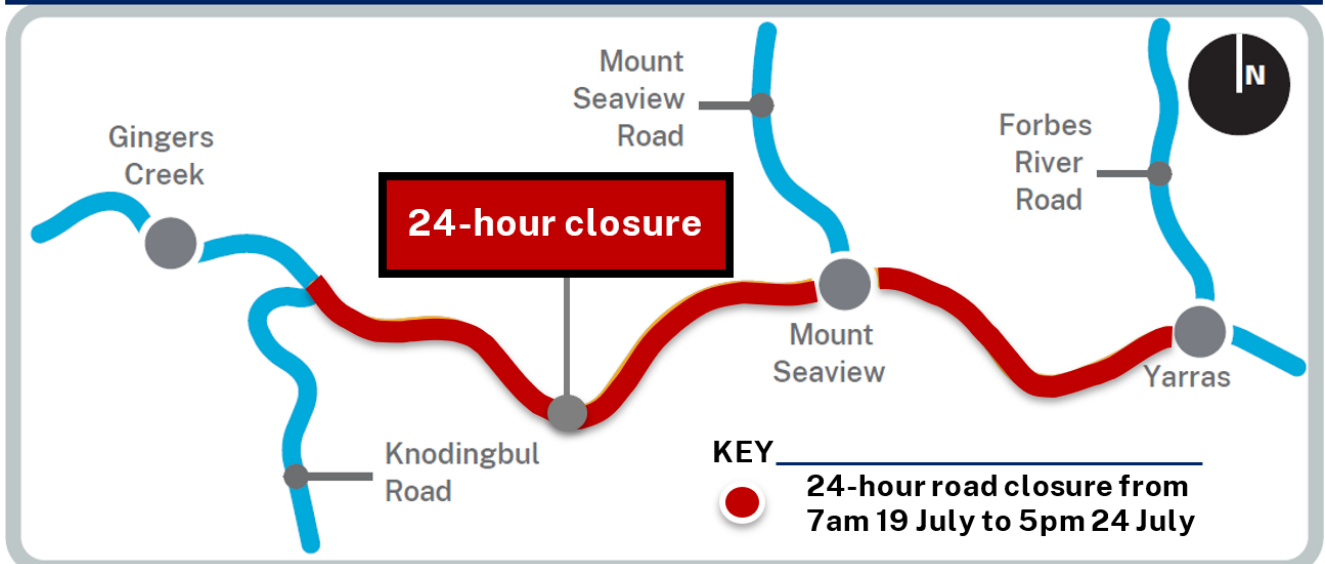 Mount
Seaview
Road
N
Forbes
River
Road
Gingers
Creek
24-hour closure
Mount
Seaview
Yarras
Knodingbul
Road
KEY
24-hour road closure from
7am 19 July to 5pm 24 July